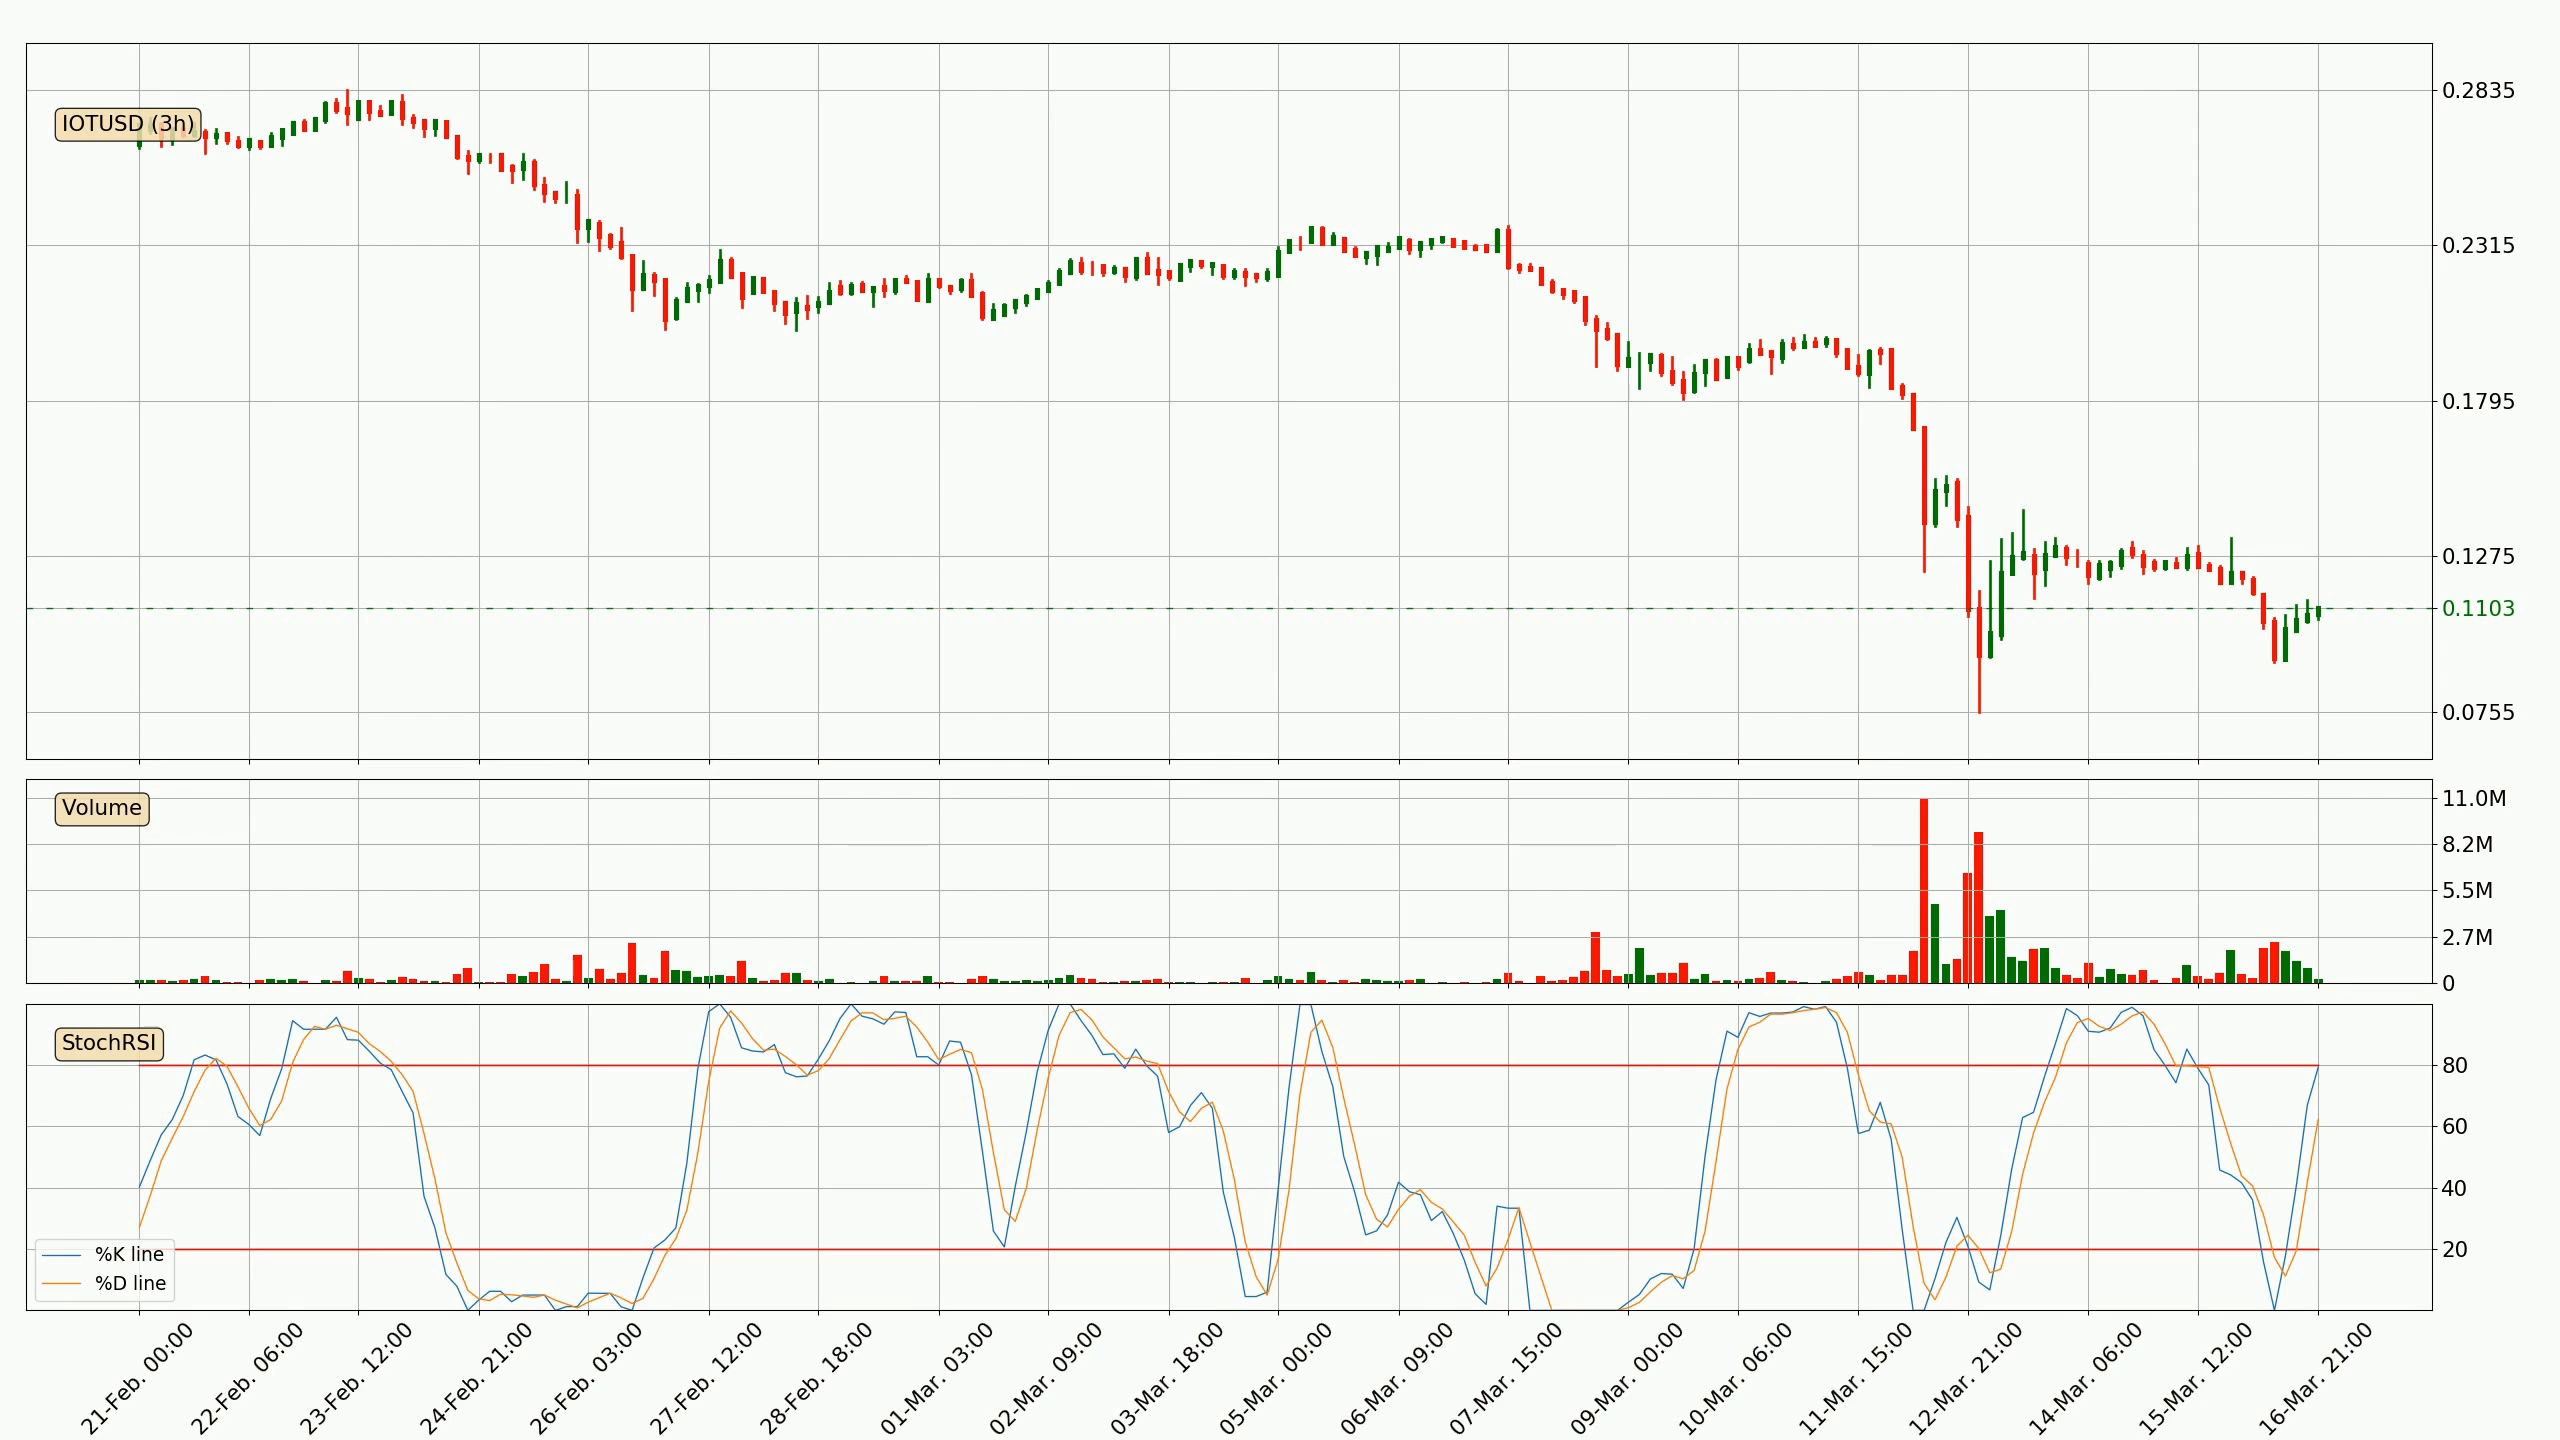 IOTUSD (3h)
0.2835
0.2315
0.1795
0.1275
0.1103
0.0755
Volume
11.0M
8.2M
5.5M
2.7M
0
StochRSI
80
60
40
20
%K line
%D line
21-Feb. 00:00
22-Feb. 06:00
23-Feb. 12:00
24-Feb. 21:00
26-Feb. 03:00
27-Feb. 12:00
28-Feb. 18:00
01-Mar. 03:00
02-Mar. 09:00
03-Mar. 18:00
05-Mar. 00:00
06-Mar. 09:00
07-Mar. 15:00
09-Mar. 00:00
10-Mar. 06:00
11-Mar. 15:00
12-Mar. 21:00
14-Mar. 06:00
15-Mar. 12:00
16-Mar. 21:00